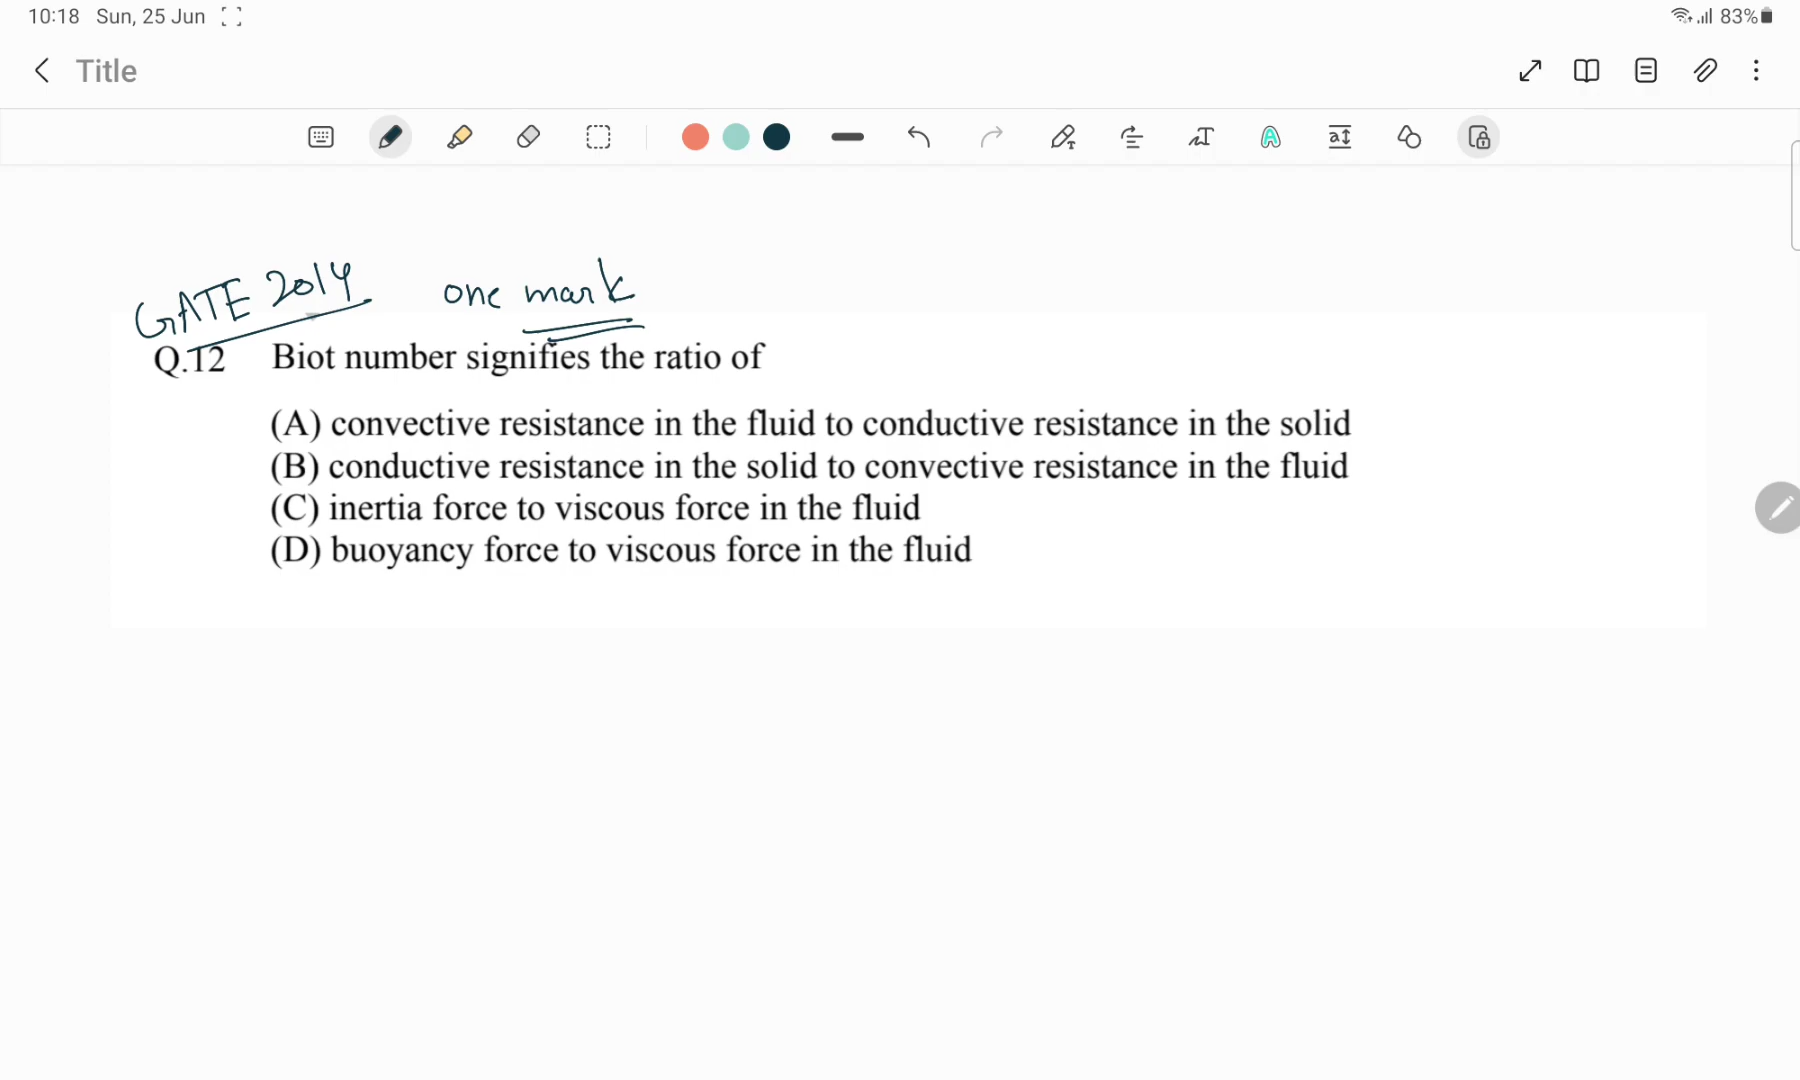 10:18 Sun, 25 Jun 83%
Title
GATE 2014 one mark
Q.12 Biot number signifies the ratio of
(A) convective resistance in the fluid to conductive resistance in the solid
(B) conductive resistance in the solid to convective resistance in the fluid
(C) inertia force to viscous force in the fluid
(D) buoyancy force to viscous force in the fluid